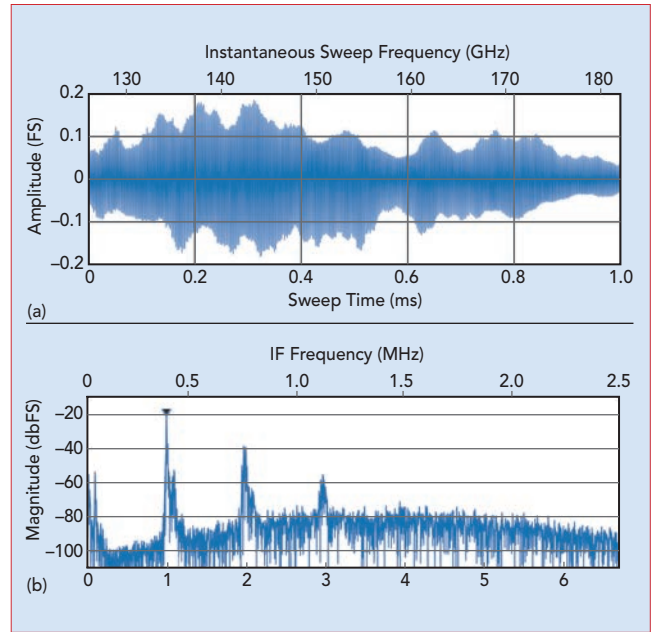 Instantaneous Sweep Frequency (GHz)
130 140 150 160 170 180
Amplitude (FS)
0.2
0.1
0
–0.1
–0.2
0 0.2 0.4 0.6 0.8 1.0
Sweep Time (ms)
(a)
IF Frequency (MHz)
0 0.5 1.0 1.5 2.0 2.5
Magnitude (dbFS)
–20
–40
–60
–80
–100
0 1 2 3 4 5 6
(b)